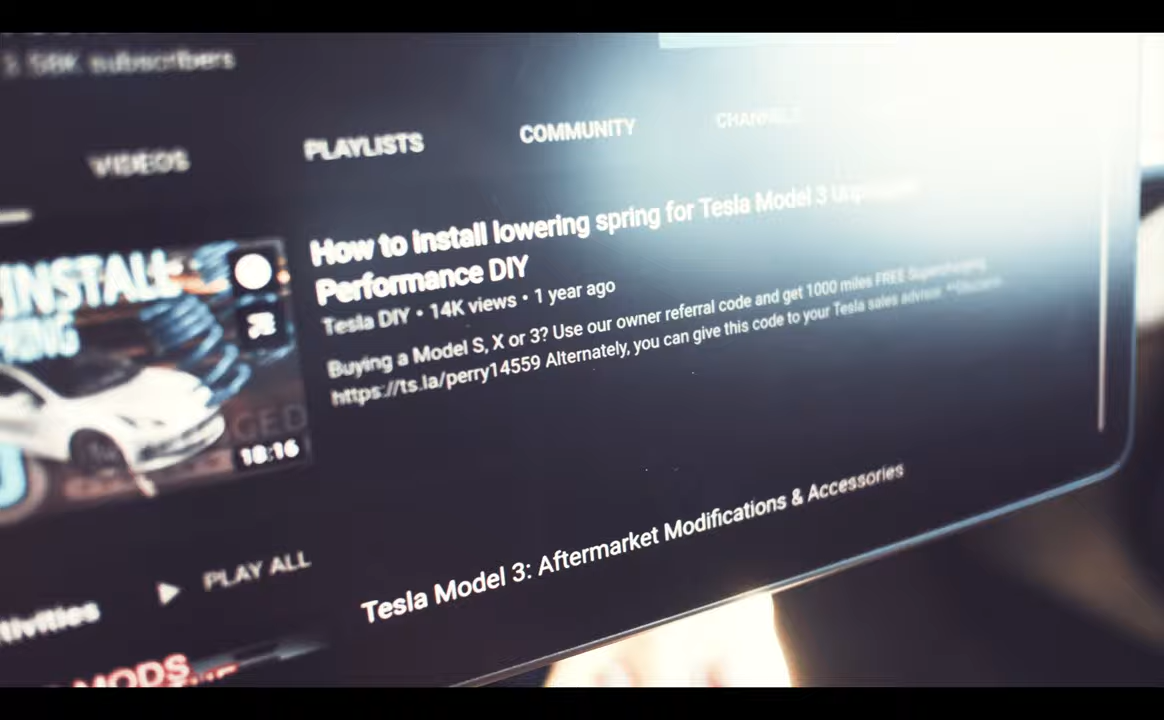 subscribers
VIDEOS
PLAYLISTS
COMMUNITY
CHANNELS
INSTALL
How to install lowering spring for Tesla Model 3
Performance DIY
Tesla DIY • 14K views • 1 year ago
Buying a Model S, X or 3? Use our owner referral code and get 1000 miles FREE Supercharging
https://ts.la/perry14559 Alternately, you can give this code to your Tesla sales advisor.
18:16
PLAY ALL
Tesla Model 3: Aftermarket Modifications & Accessories
MODS...